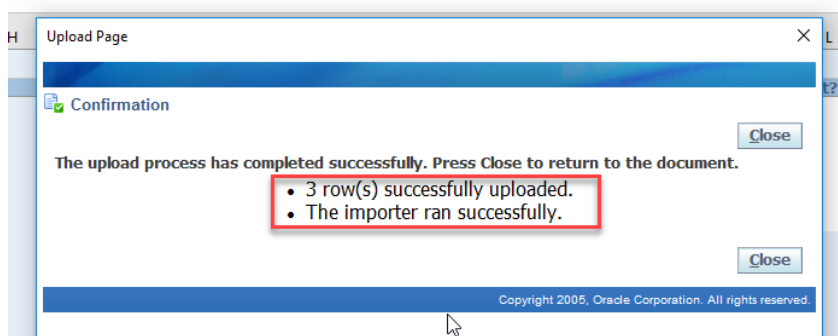 H
Upload Page
L
t?
Confirmation
Close
The upload process has completed successfully. Press Close to return to the document.
• 3 row(s) successfully uploaded.
• The importer ran successfully.
Close
Copyright 2005, Oracle Corporation. All rights reserved.